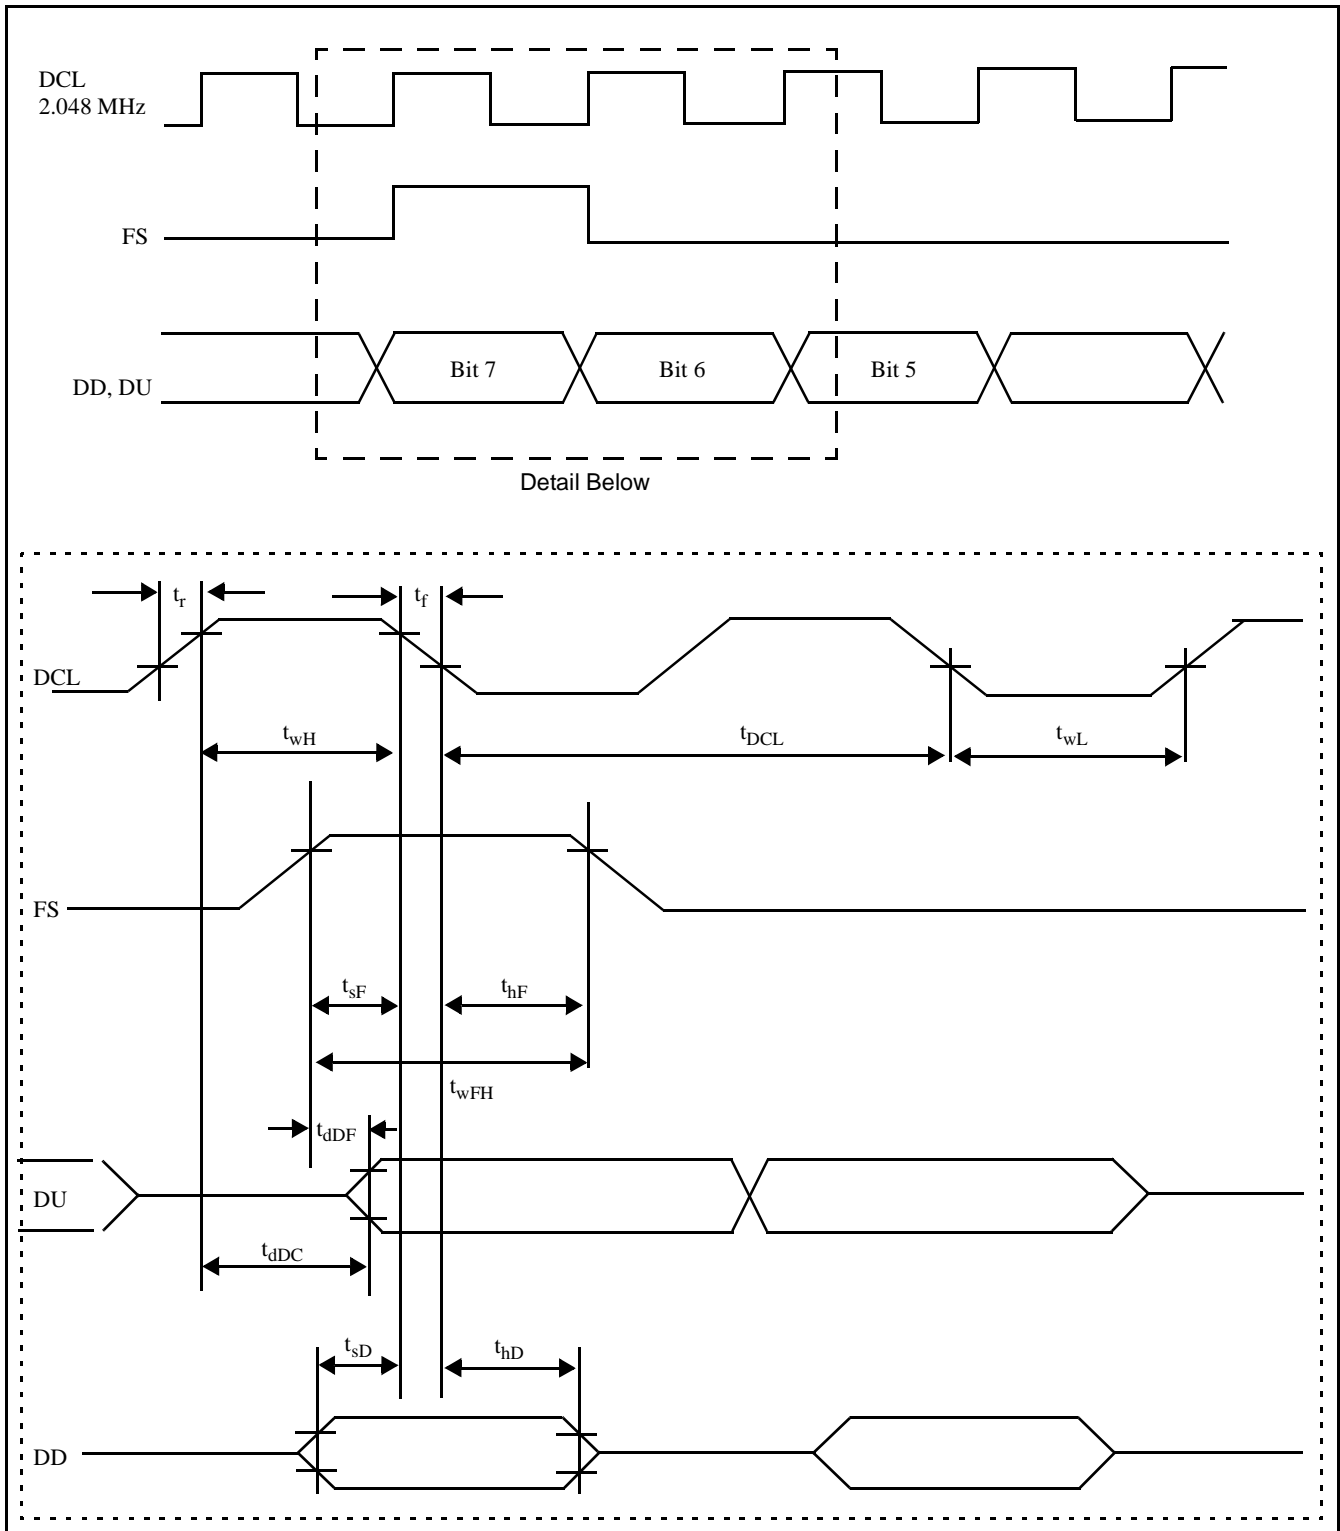 DCL
2.048 MHz
FS
Bit 7
Bit 6
Bit 5
DD, DU
Detail Below
tr
tf
DCL
twH
tDCL
twL
FS
tsF
thF
twFH
tdDF
DU
tdDC
tsD
thD
DD